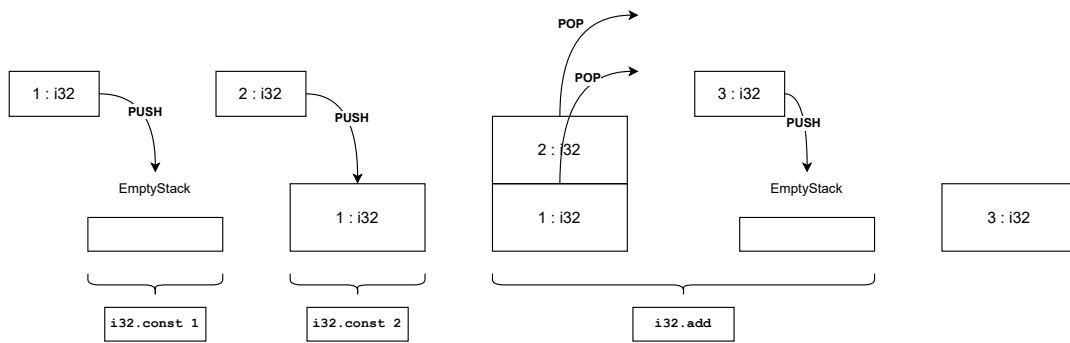 POP
1 : i32
2 : i32
POP
3 : i32
PUSH
PUSH
PUSH
2 : i32
EmptyStack
EmptyStack
1 : i32
1 : i32
3 : i32
i32.const 1
i32.const 2
i32.add